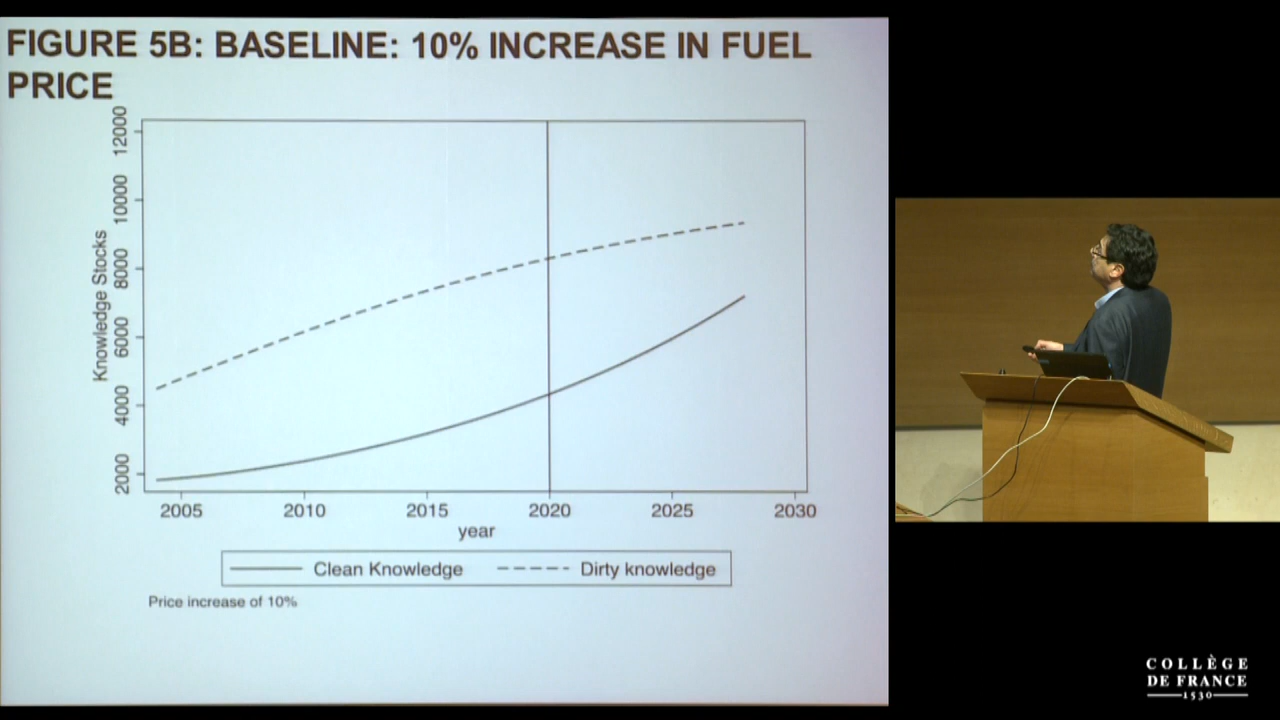 FIGURE 5B: BASELINE: 10% INCREASE IN FUEL
PRICE
12000
10000
8000
6000
4000
2000
Knowledge Stocks
2005 2010 2015 2020 2025 2030
year
Clean Knowledge Dirty knowledge
Price increase of 10%
COLLÈGE
DE FRANCE
1530